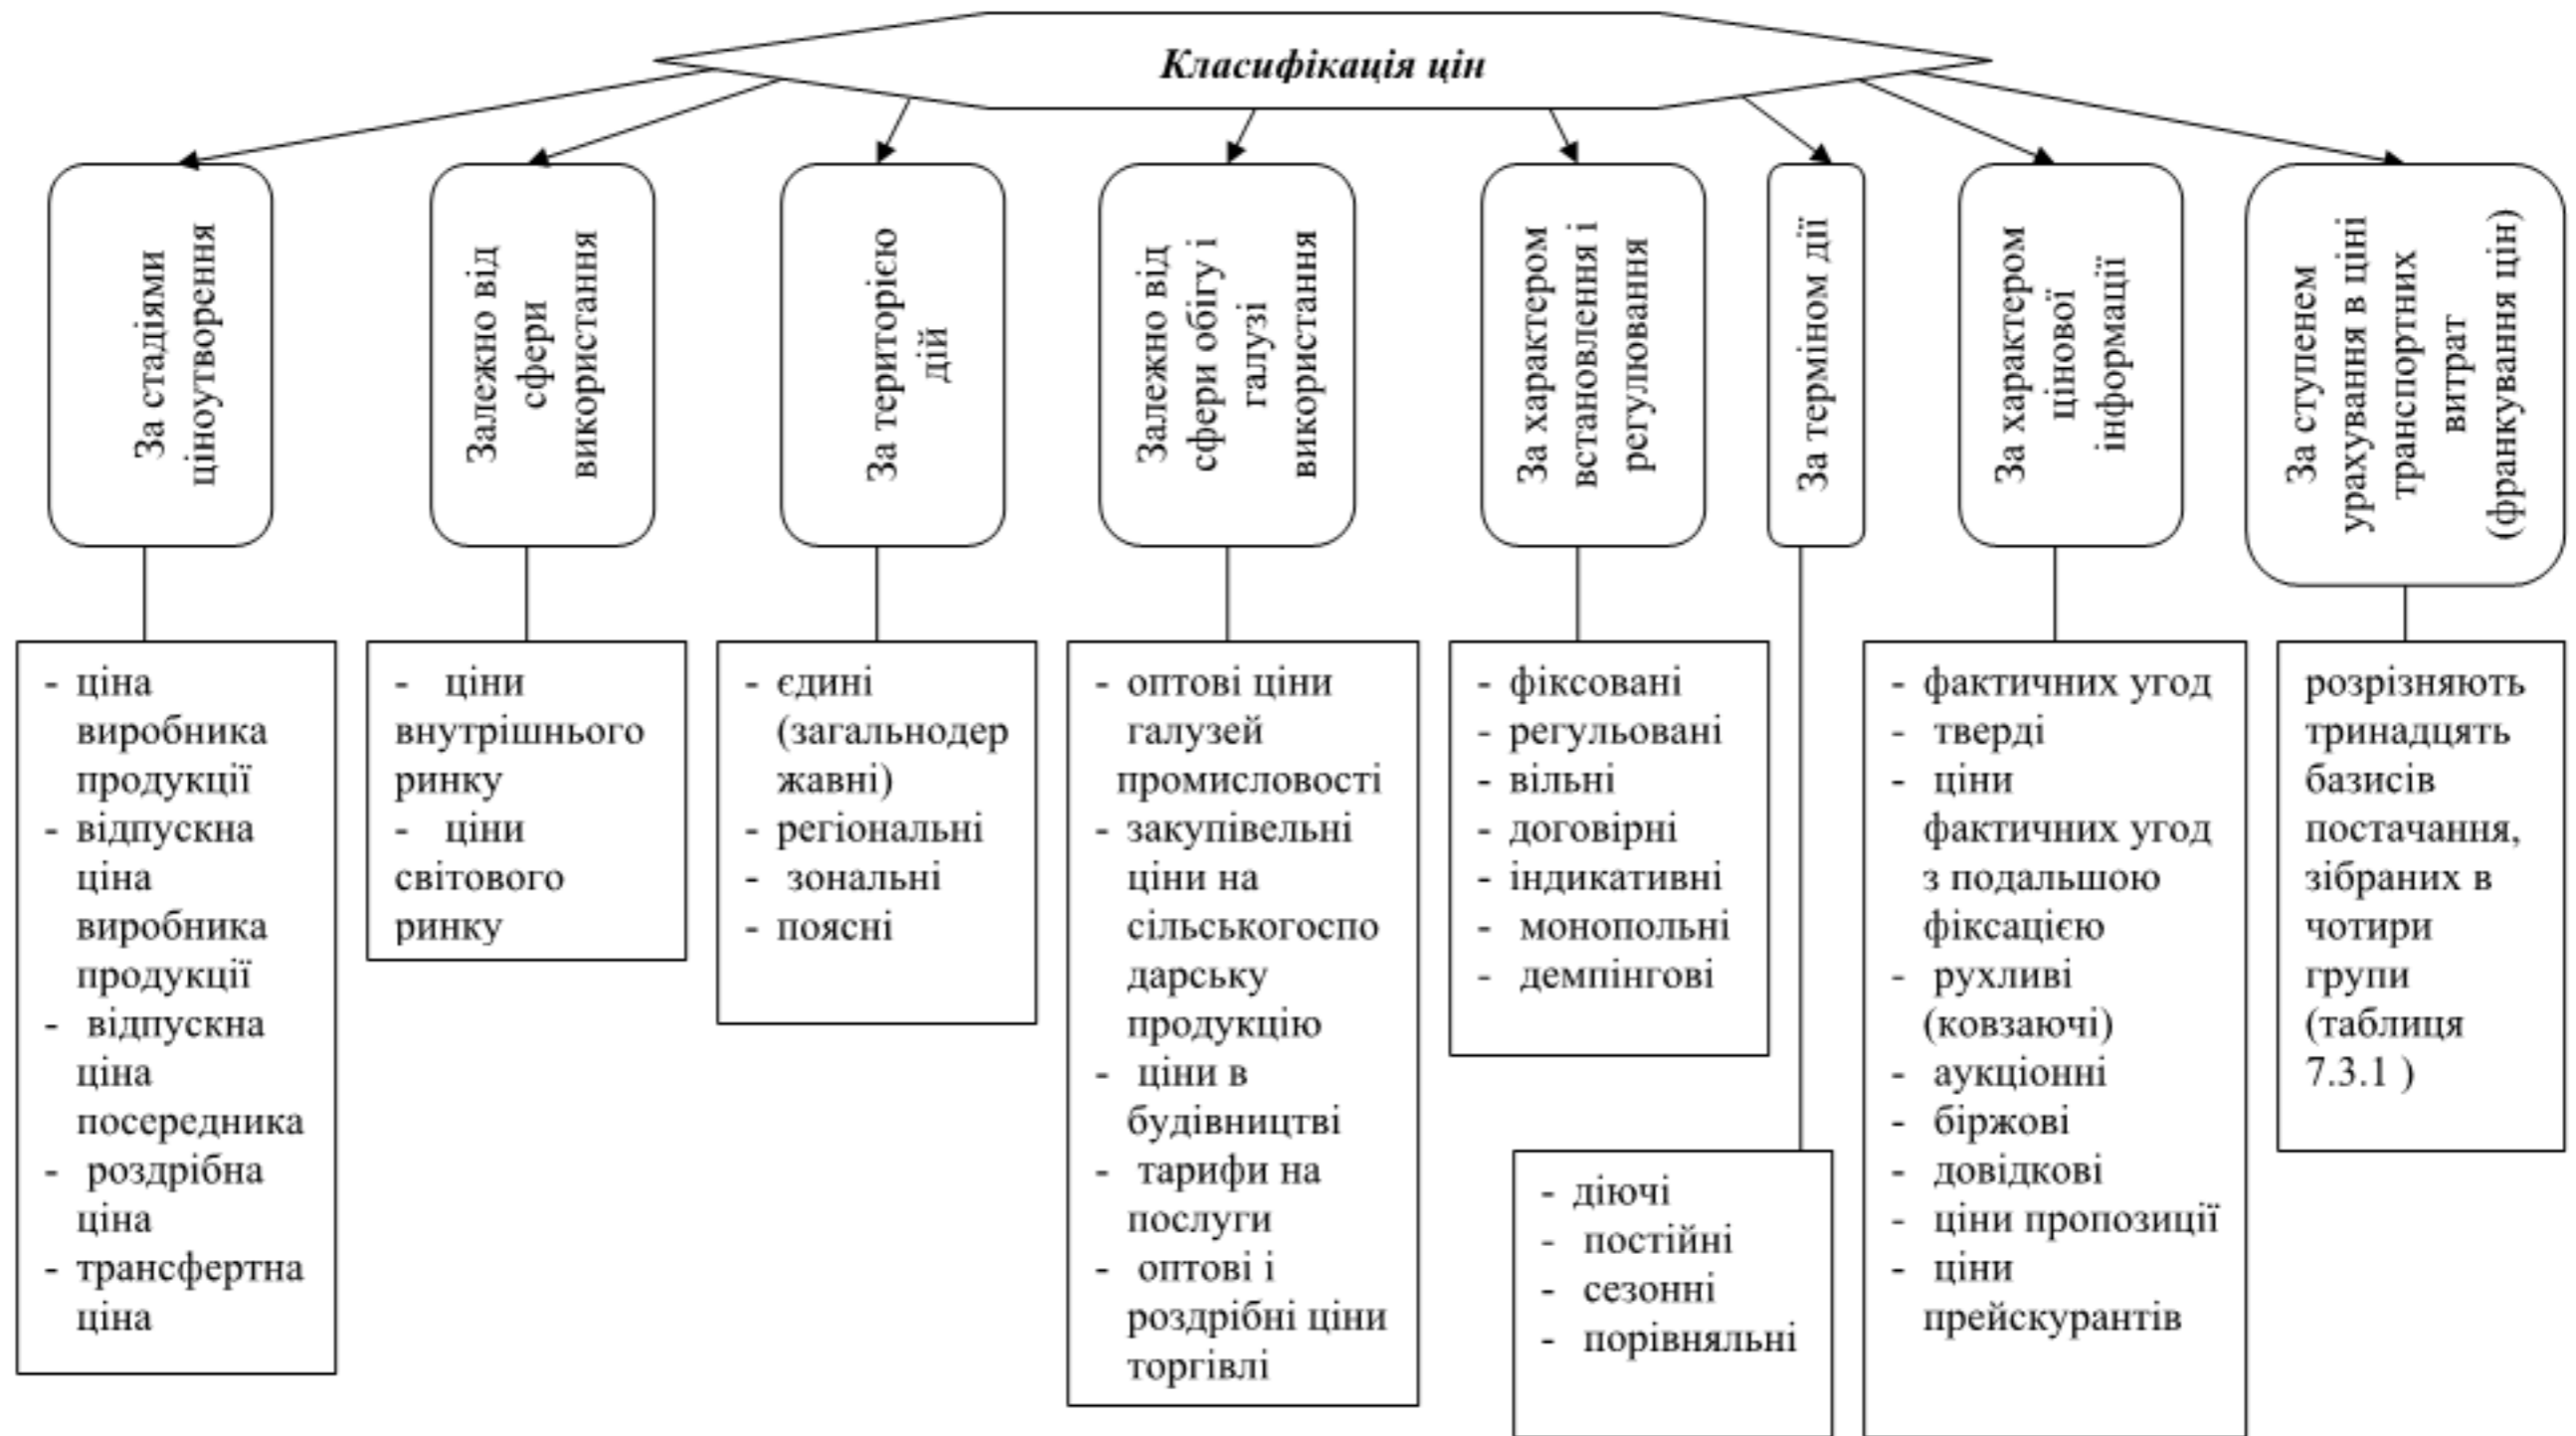 Класифікація цін
За стадіями
ціноутворення
Залежно від
сфери
використання
За територією
дій
Залежно від
сфери обігу і
галузі
використання
За характером
встановлення і
регулювання
За терміном дії
За характером
цінової
інформації
За ступенем
урахування в ціні
транспортних
витрат
(франкування цін)
- ціна
виробника
продукції
- відпускна
ціна
виробника
продукції
- відпускна
ціна
посередника
- роздрібна
ціна
- трансфертна
ціна
- ціни
внутрішнього
ринку
- ціни
світового
ринку
- єдині
(загальнодер
жавні)
- регіональні
- зональні
- поясні
- оптові ціни
галузей
промисловості
- закупівельні
ціни на
сільськогоспо
дарську
продукцію
- ціни в
будівництві
- тарифи на
послуги
- оптові і
роздрібні ціни
торгівлі
- фіксовані
- регульовані
- вільні
- договірні
- індикативні
- монопольні
- демпінгові
- діючі
- постійні
- сезонні
- порівняльні
- фактичних угод
- тверді
- ціни
фактичних угод
з подальшою
фіксацією
- рухливі
(ковзаючі)
- аукціонні
- біржові
- довідкові
- ціни пропозиції
- ціни
прейскурантів
розрізняють
тринадцять
базисів
постачання,
зібраних в
чотири
групи
(таблиця
7.3.1 )